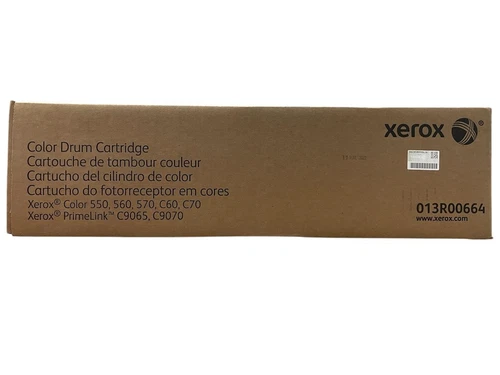 xerox
Color Drum Cartridge
Cartouche de tambour couleur
Cartucho del cilindro de color
Cartucho do fotorreceptor em cores
Xerox® Color 550, 560, 570, C60, C70
Xerox® PrimeLink™ C9065, C9070
013R00664
www.xerox.com